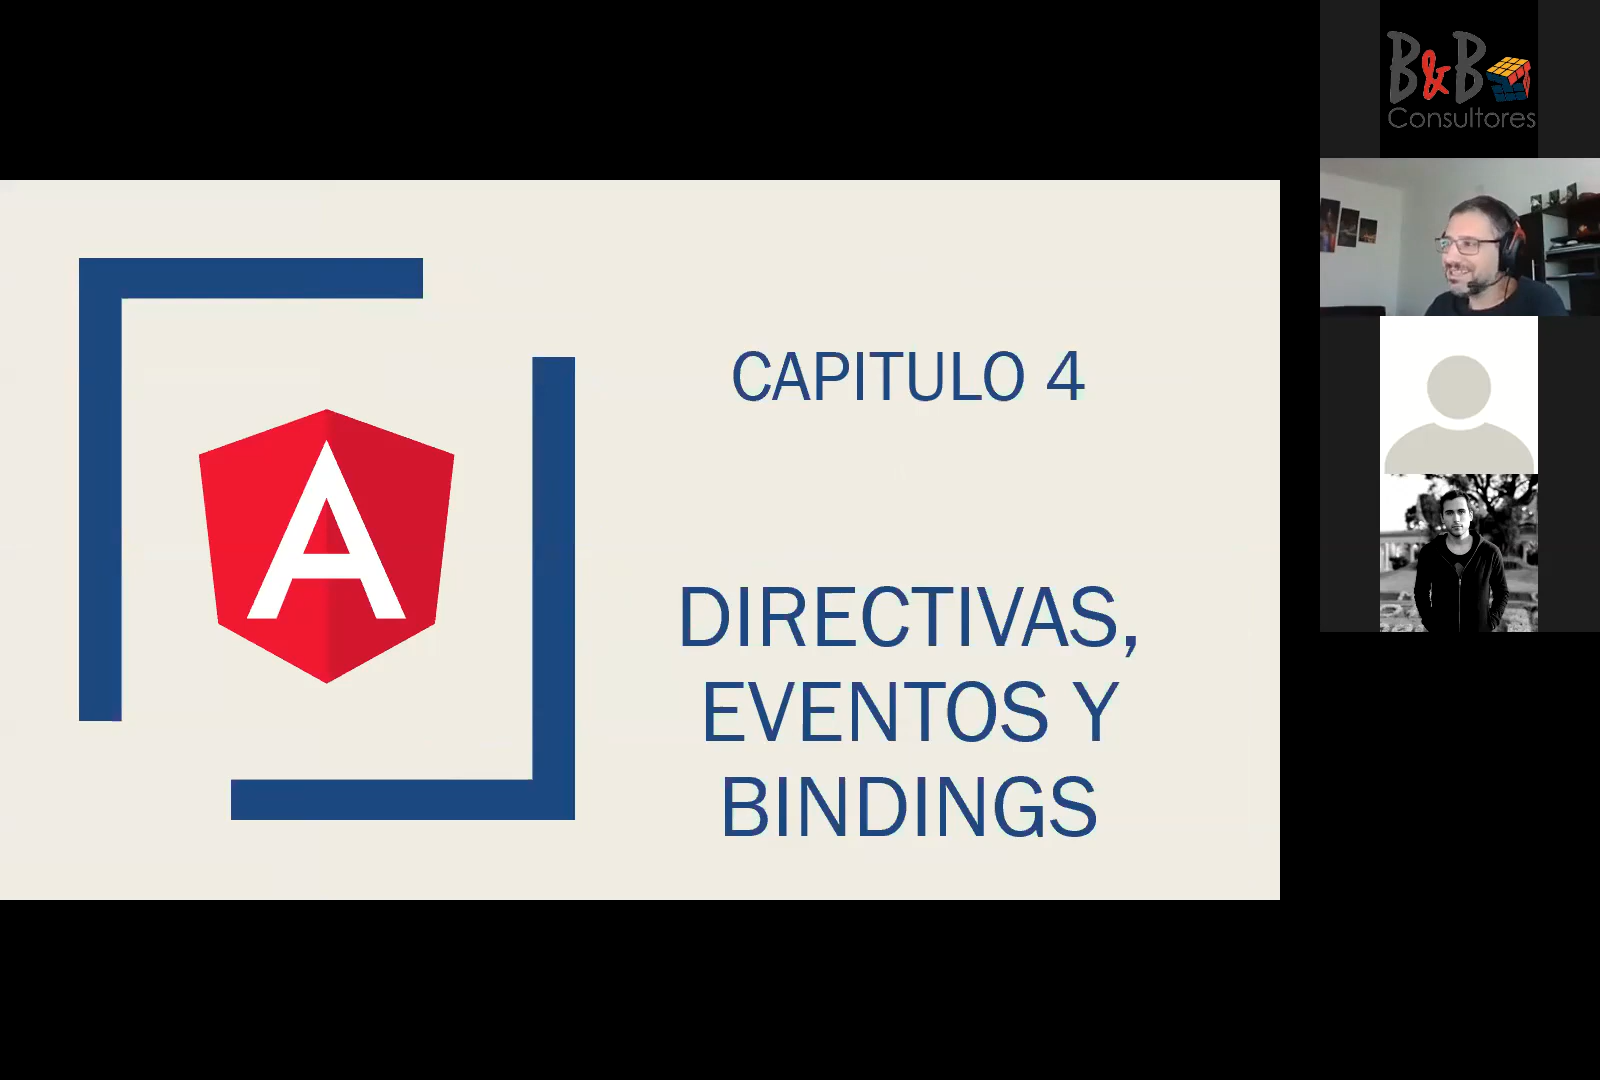 CAPITULO 4
DIRECTIVAS,
EVENTOS Y
BINDINGS
B&B
Consultores